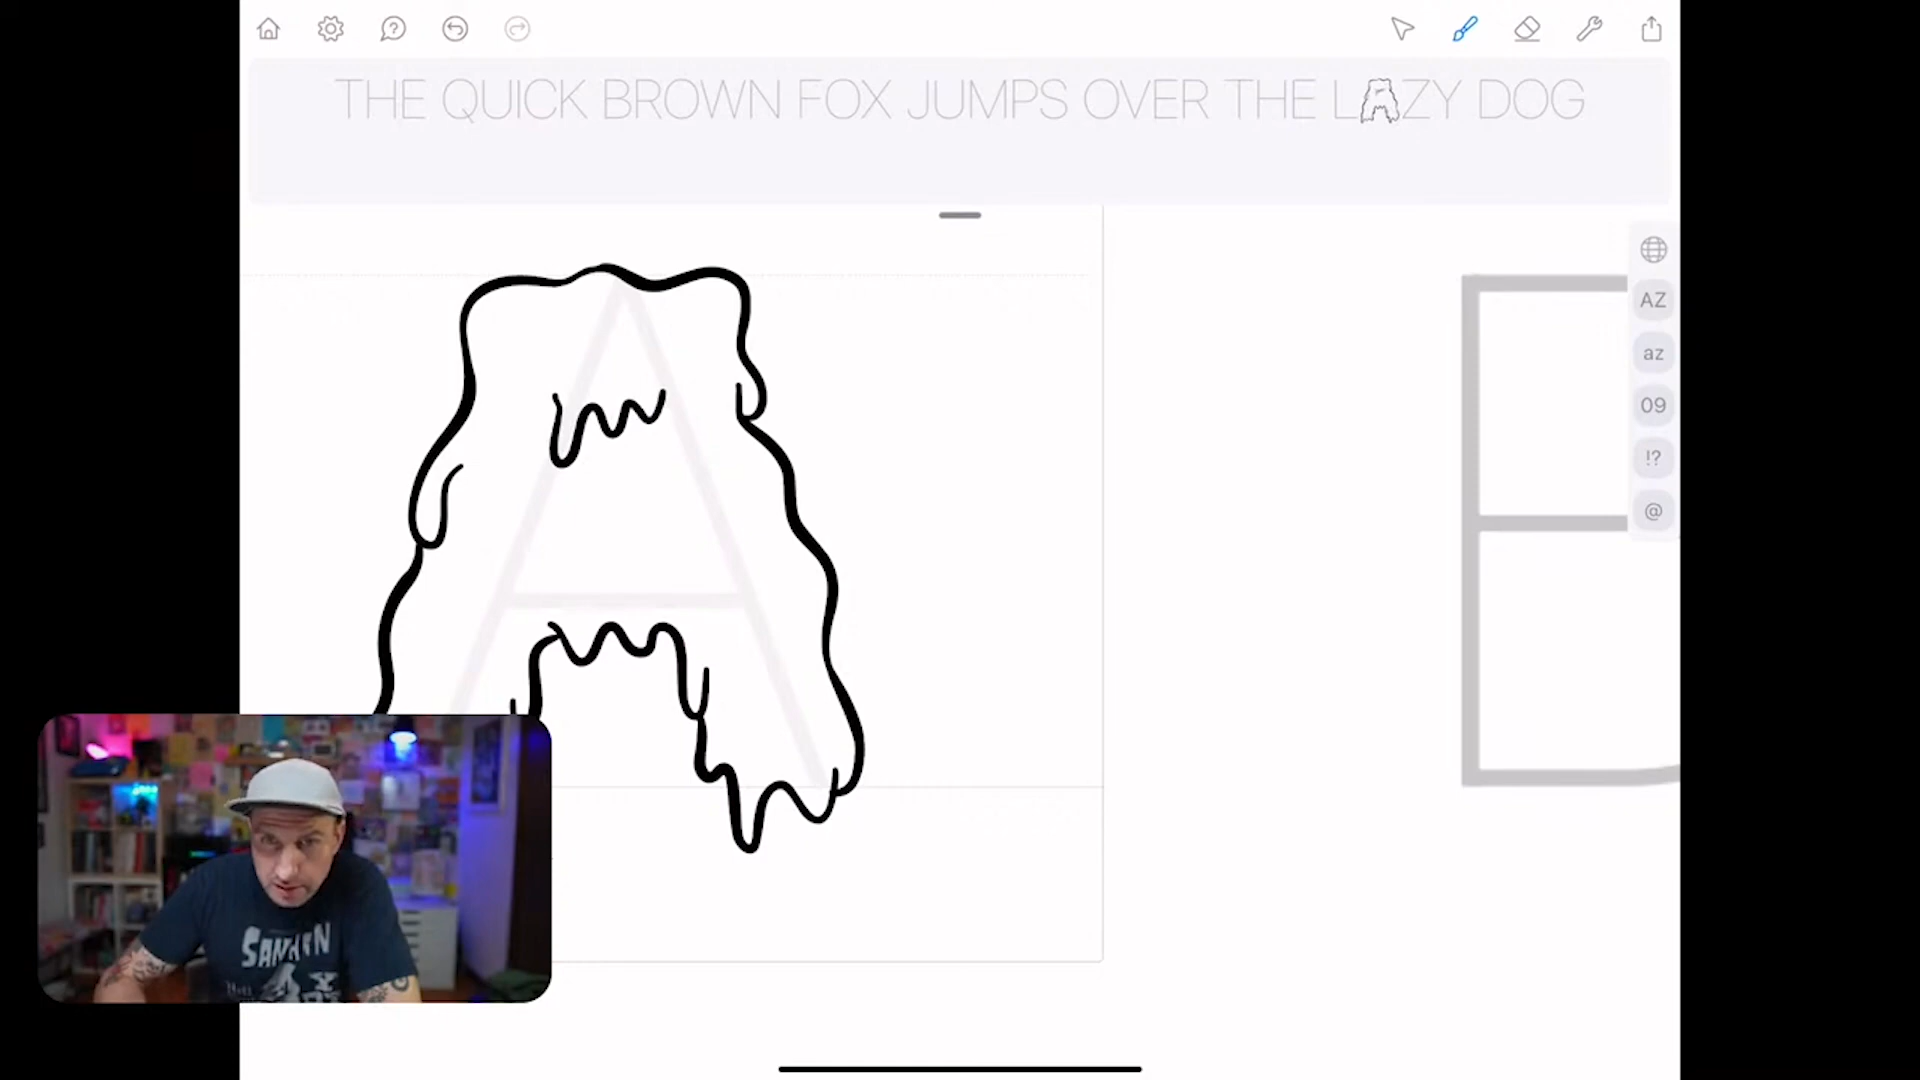 THE QUICK BROWN FOX JUMPS OVER THE LAZY DOG
AZ
az
09
!?
@
A